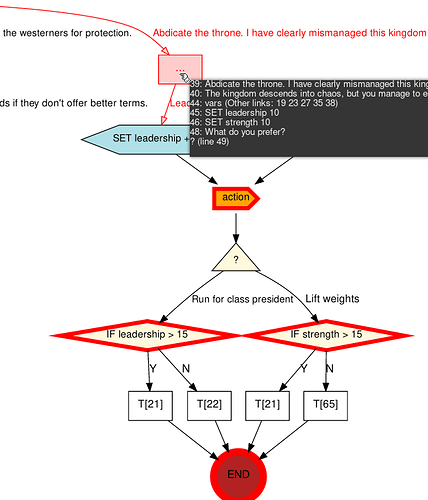 the westerners for protection.
Abdicate the throne. I have clearly mismanaged this kingdom
...
39: Abdicate the throne. I have clearly mismanaged this king
40: The kingdom descends into chaos, but you manage to e
44: vars (Other links: 19 23 27 35 38)
45: SET leadership 10
46: SET strength 10
48: What do you prefer?
? (line 49)
ds if they don't offer better terms.
Lea
SET leadership +
action
?
Run for class president
Lift weights
IF leadership > 15
IF strength > 15
Y
N
Y
N
T[21]
T[22]
T[21]
T[65]
END